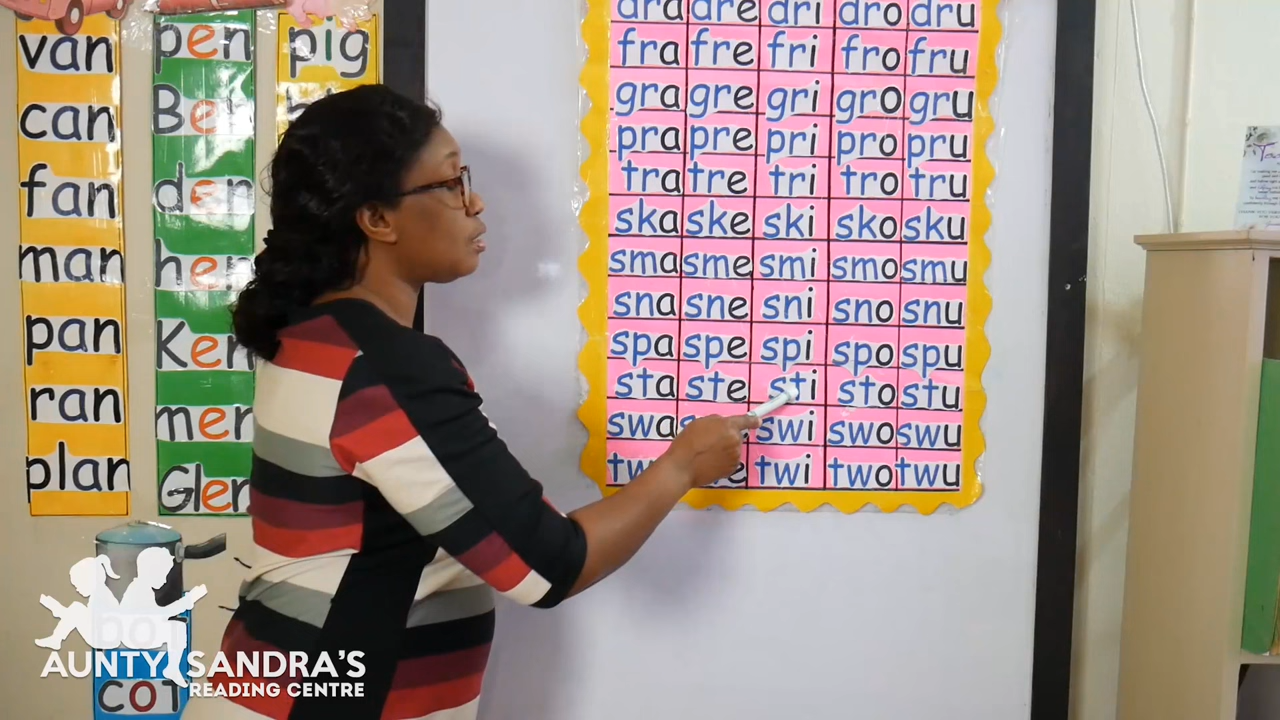 van
can
fan
man
pan
ran
plan
pen
Ben
den
hen
Ken
men
Glen
pig
dra dre dri dro dru
fra fre fri fro fru
gra gre gri gro gru
pra pre pri pro pru
tra tre tri tro tru
ska ske ski sko sku
sma sme smi smo smu
sna sne sni sno snu
spa spe spi spo spu
sta ste sti sto stu
swa swi swo swu
twi two twu
cot
AUNTY SANDRA'S
READING CENTRE